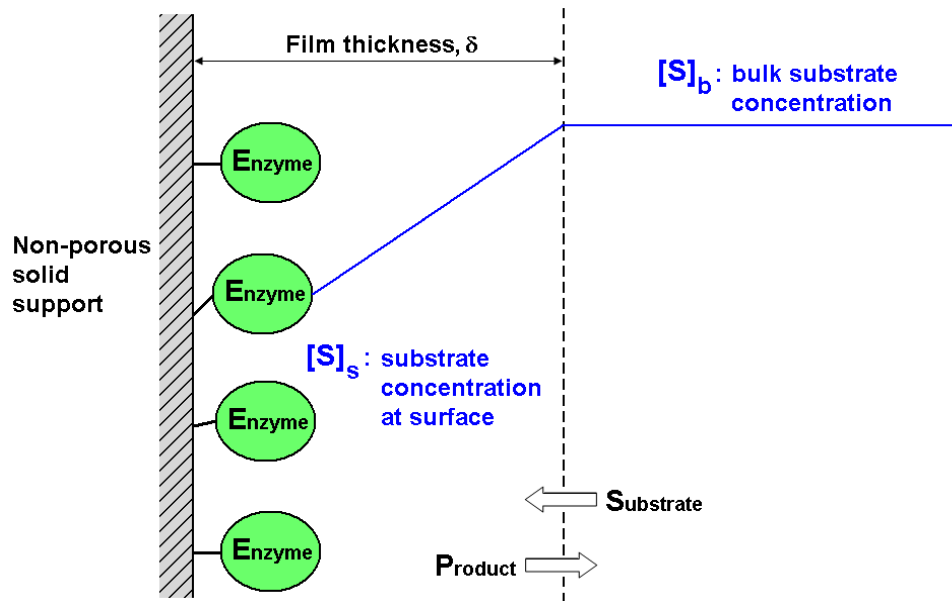 Film thickness, δ
[S]b : bulk substrate
concentration
Enzyme
Non-porous
solid
support
Enzyme
[S]s : substrate
concentration
at surface
Enzyme
Substrate
Enzyme
Product